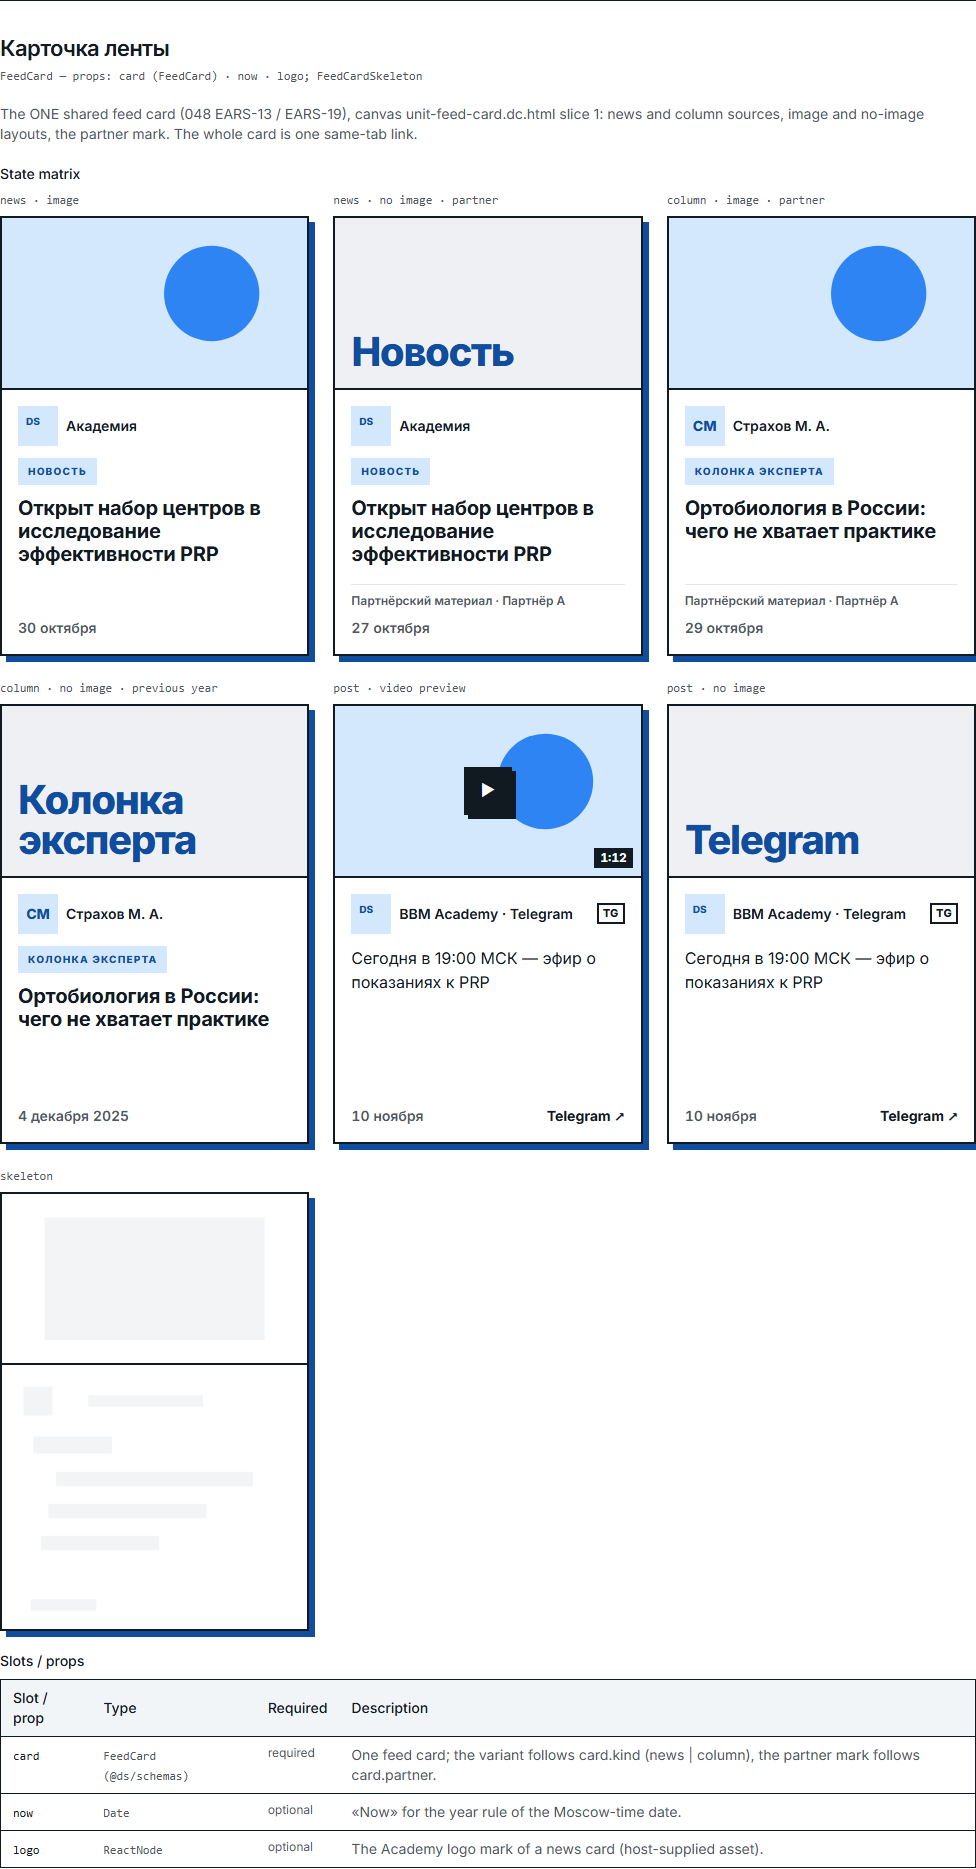 Карточка ленты
FeedCard — props: card (FeedCard) · now · logo; FeedCardSkeleton
The ONE shared feed card (048 EARS-13 / EARS-19), canvas unit-feed-card.dc.html slice 1: news and column sources, image and no-image
layouts, the partner mark. The whole card is one same-tab link.
State matrix
news · image
DS
Академия
НОВОСТЬ
Открыт набор центров в
исследование
эффективности PRP
30 октября
news · no image · partner
Новость
DS
Академия
НОВОСТЬ
Открыт набор центров в
исследование
эффективности PRP
Партнёрский материал · Партнёр А
27 октября
column · image · partner
СМ
Страхов М. А.
КОЛОНКА ЭКСПЕРТА
Ортобиология в России:
чего не хватает практике
Партнёрский материал · Партнёр А
29 октября
column · no image · previous year
Колонка
эксперта
СМ
Страхов М. А.
КОЛОНКА ЭКСПЕРТА
Ортобиология в России:
чего не хватает практике
4 декабря 2025
post · video preview
1:12
DS
BBM Academy · Telegram
TG
Сегодня в 19:00 МСК — эфир о
показаниях к PRP
10 ноября
Telegram ↗
post · no image
Telegram
DS
BBM Academy · Telegram
TG
Сегодня в 19:00 МСК — эфир о
показаниях к PRP
10 ноября
Telegram ↗
skeleton
Slots / props
Slot /
prop
Type
Required
Description
card
FeedCard
(@ds/schemas)
required
One feed card; the variant follows card.kind (news | column), the partner mark follows
card.partner.
now
Date
optional
«Now» for the year rule of the Moscow-time date.
logo
ReactNode
optional
The Academy logo mark of a news card (host-supplied asset).